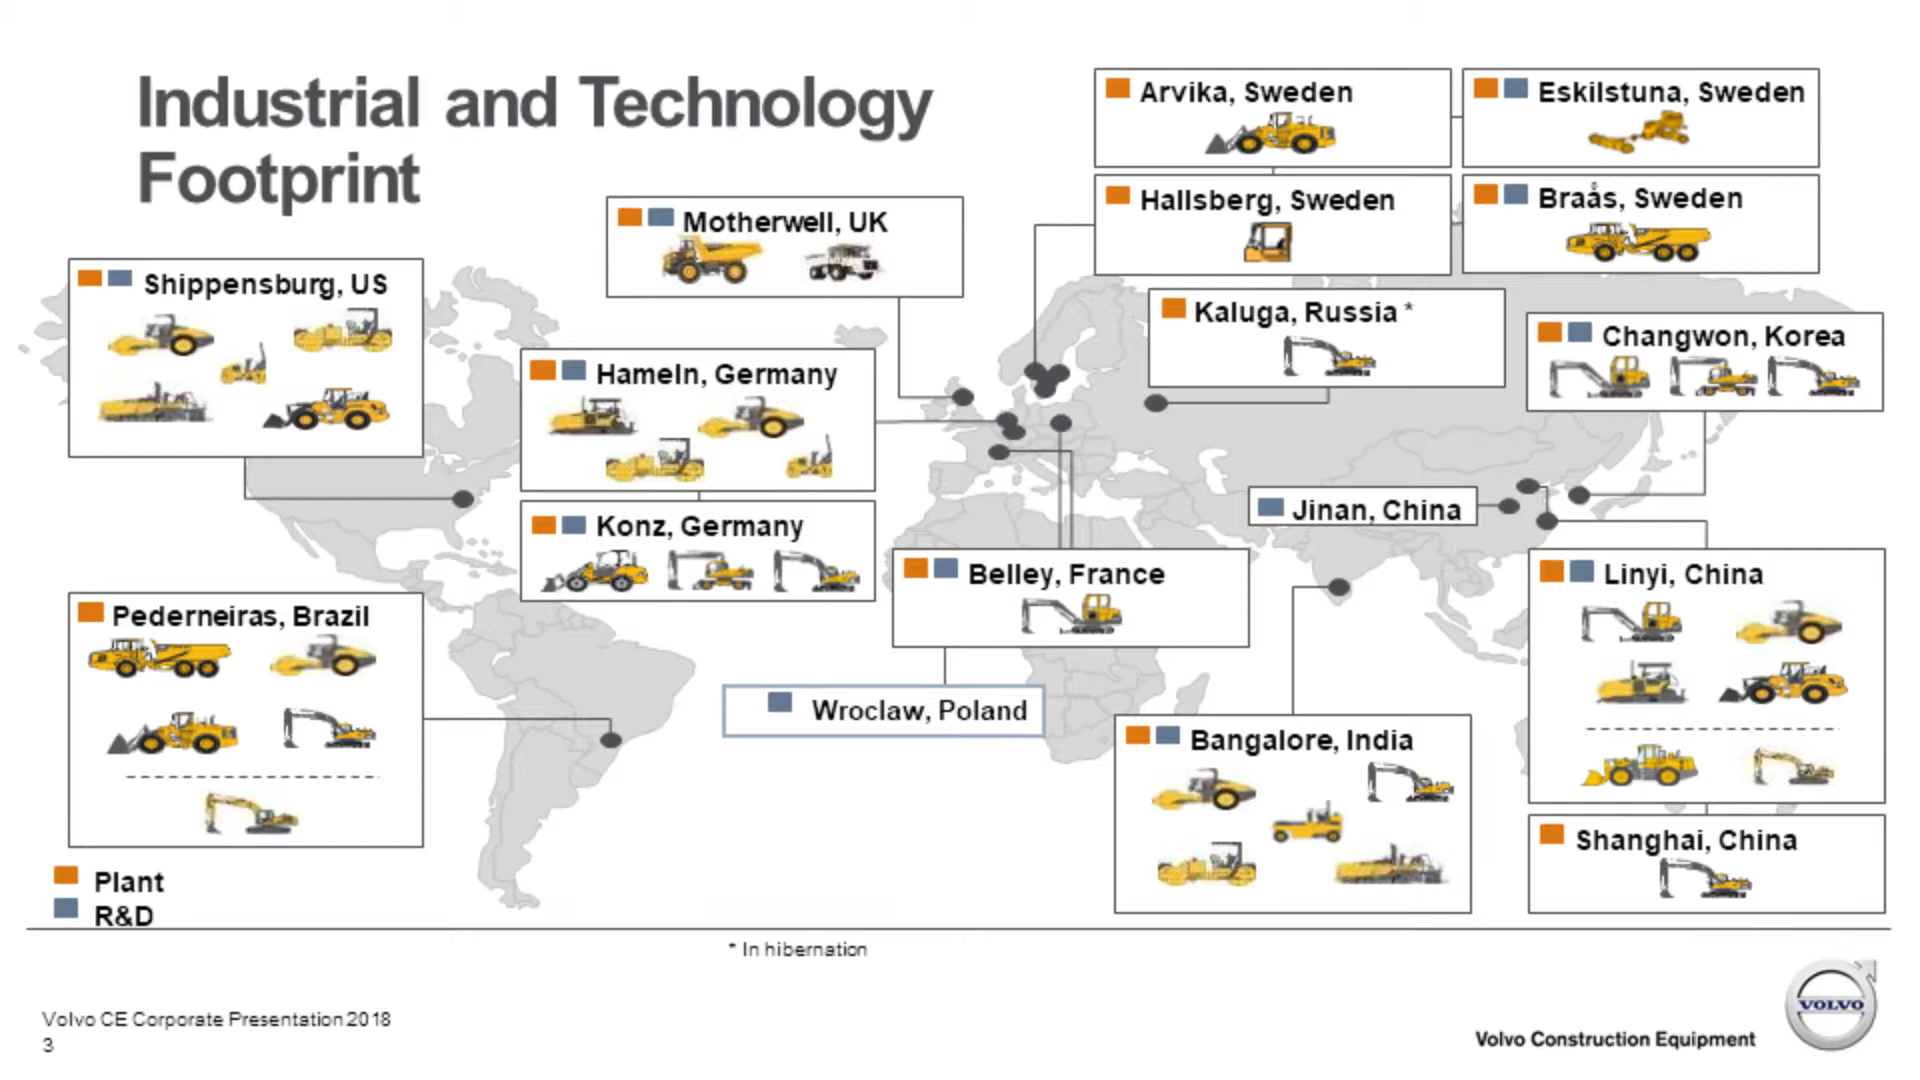 Industrial and Technology
Footprint
Arvika, Sweden
Eskilstuna, Sweden
Hallsberg, Sweden
Braås, Sweden
Motherwell, UK
Shippensburg, US
Kaluga, Russia *
Changwon, Korea
Hameln, Germany
Konz, Germany
Jinan, China
Belley, France
Linyi, China
Pederneiras, Brazil
Wroclaw, Poland
Bangalore, India
Shanghai, China
Plant
R&D
* In hibernation
Volvo CE Corporate Presentation 2018
3
Volvo Construction Equipment
VOLVO